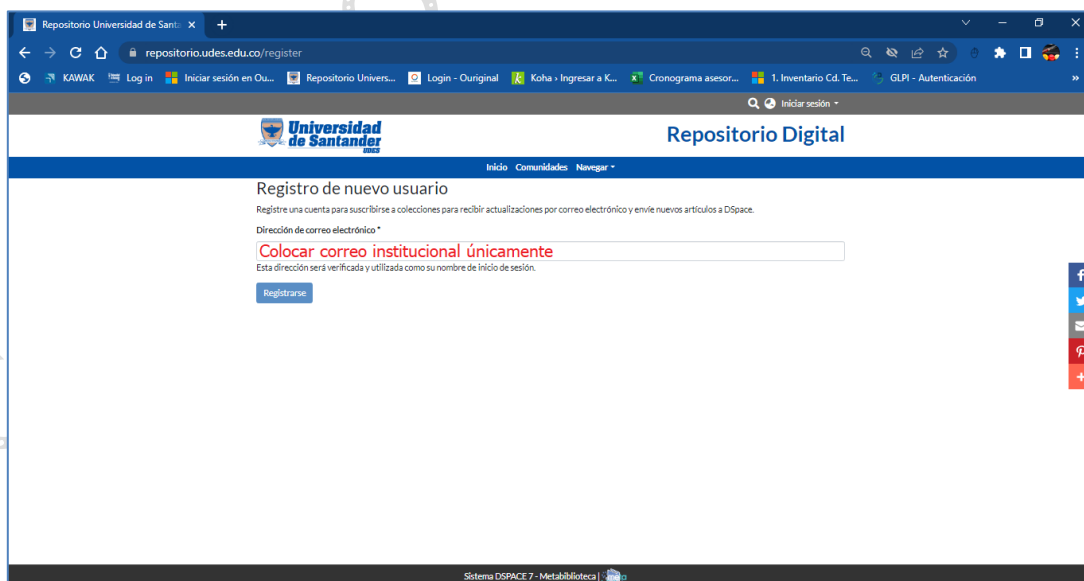 Repositorio Universidad de Sant
repositorio.udes.edu.co/register
KAWAK Log in Iniciar sesión en Ou... Repositorio Univers... Login - Ouriginal Koha › Ingresar a K... Cronograma asesor... 1. Inventario Cd. Te... GLPI - Autenticación »
Iniciar sesión
Universidad
de Santander
UDES
Repositorio Digital
Inicio Comunidades Navegar
Registro de nuevo usuario
Registre una cuenta para suscribirse a colecciones para recibir actualizaciones por correo electrónico y envíe nuevos artículos a DSpace.
Dirección de correo electrónico *
Colocar correo institucional únicamente
Esta dirección será verificada y utilizada como su nombre de inicio de sesión.
Registrarse
Sistema DSPACE 7 - Metabiblioteca |